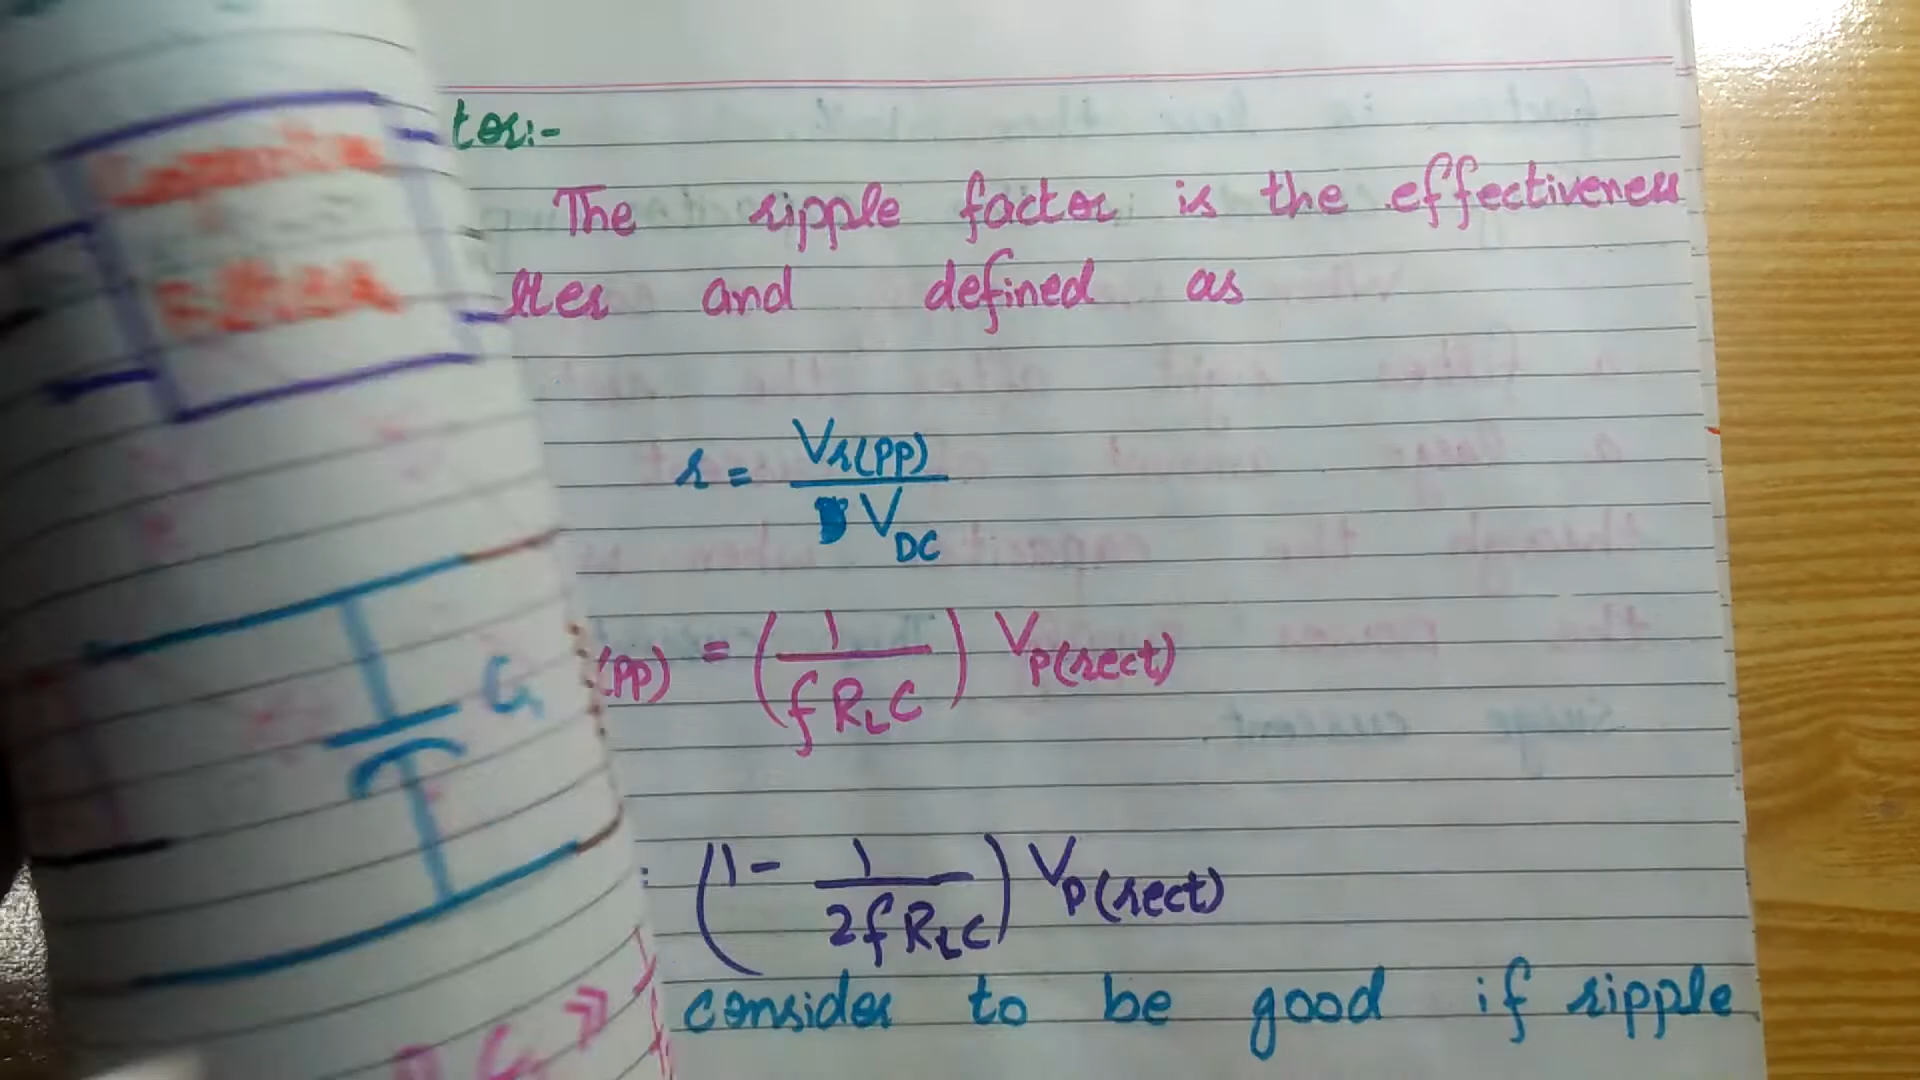 tor:-
The ripple factor is the effectiveness
lter and defined as
r = Vr(PP) / VDC
(PP) = (1 / fRLC) Vp(rect)
: (1 - 1 / 2fRLC) Vp(rect)
consider to be good if ripple
Filter
C